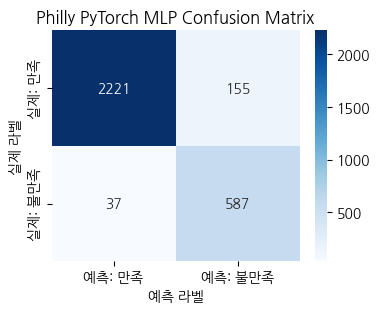 Philly PyTorch MLP Confusion Matrix
실제 라벨
실제: 만족
실제: 불만족
2221
155
37
587
예측: 만족
예측: 불만족
예측 라벨
2000
1500
1000
500